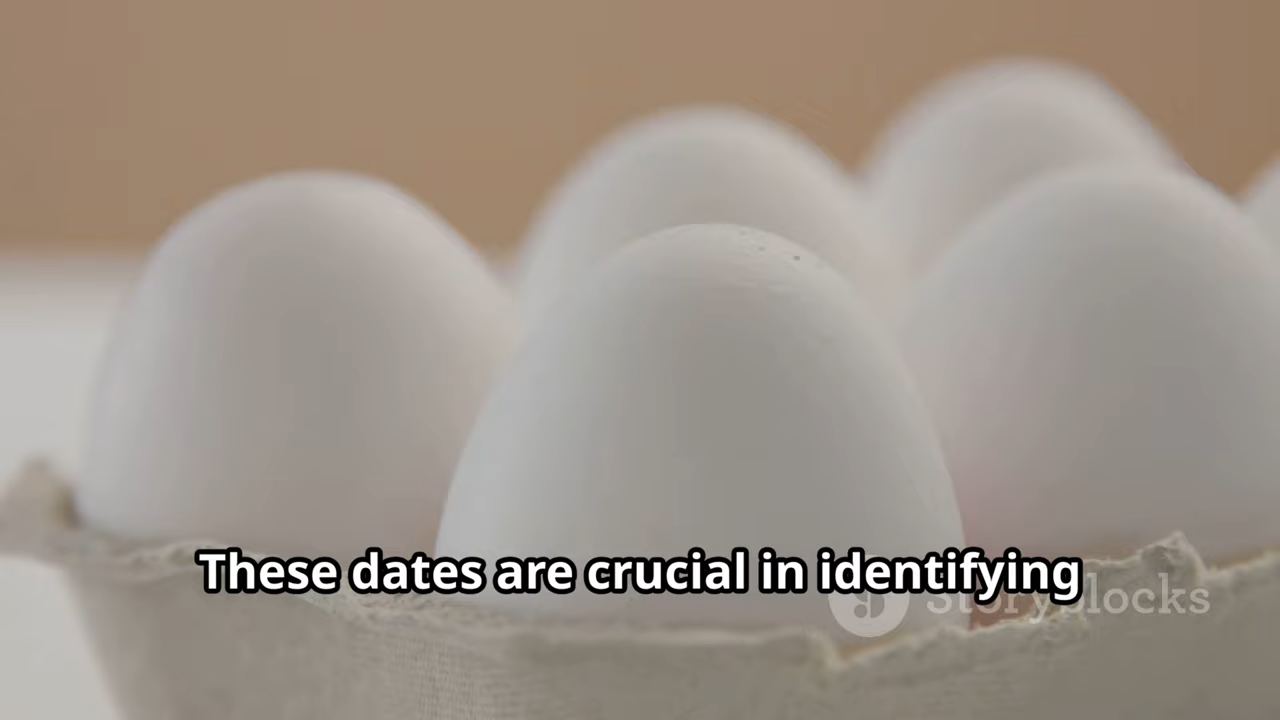 These dates are crucial in identifying
Storyblocks